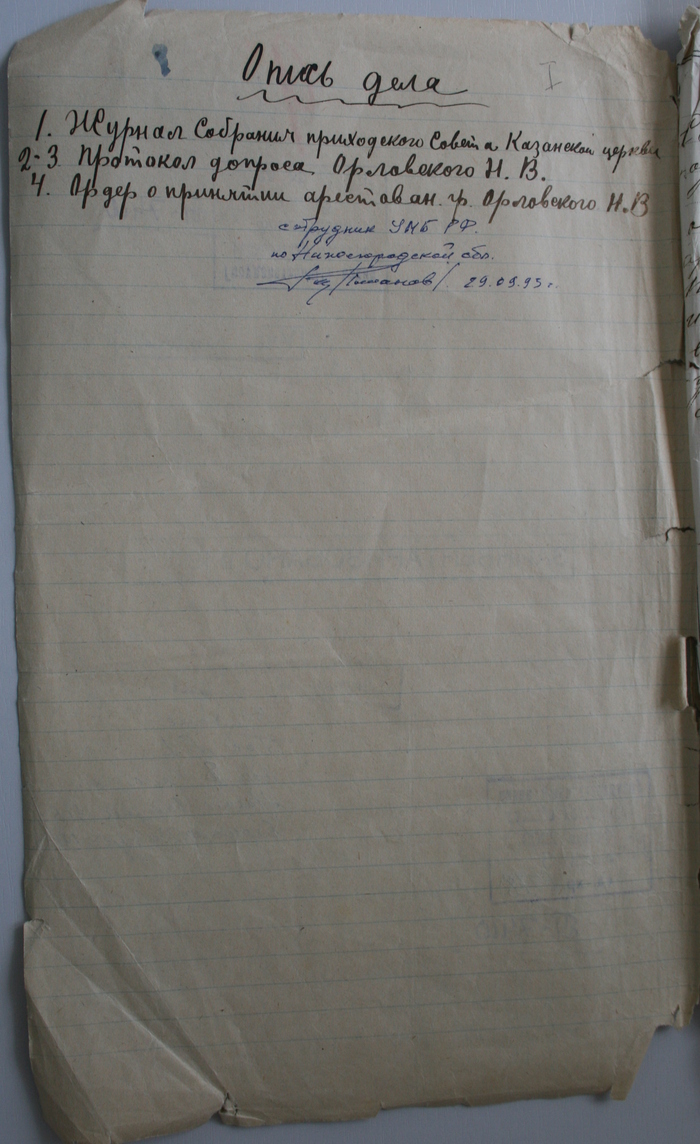 Опись дела
I
1. Журнал Собрания приходского Совета Казанской церкви
2-3. Протокол допроса Орловского Н. В.
4. Ордер о принятии арестован. гр. Орловского Н.В
сотрудник УМБ РФ.
по Нижегородской обл.
29.09.93 г.